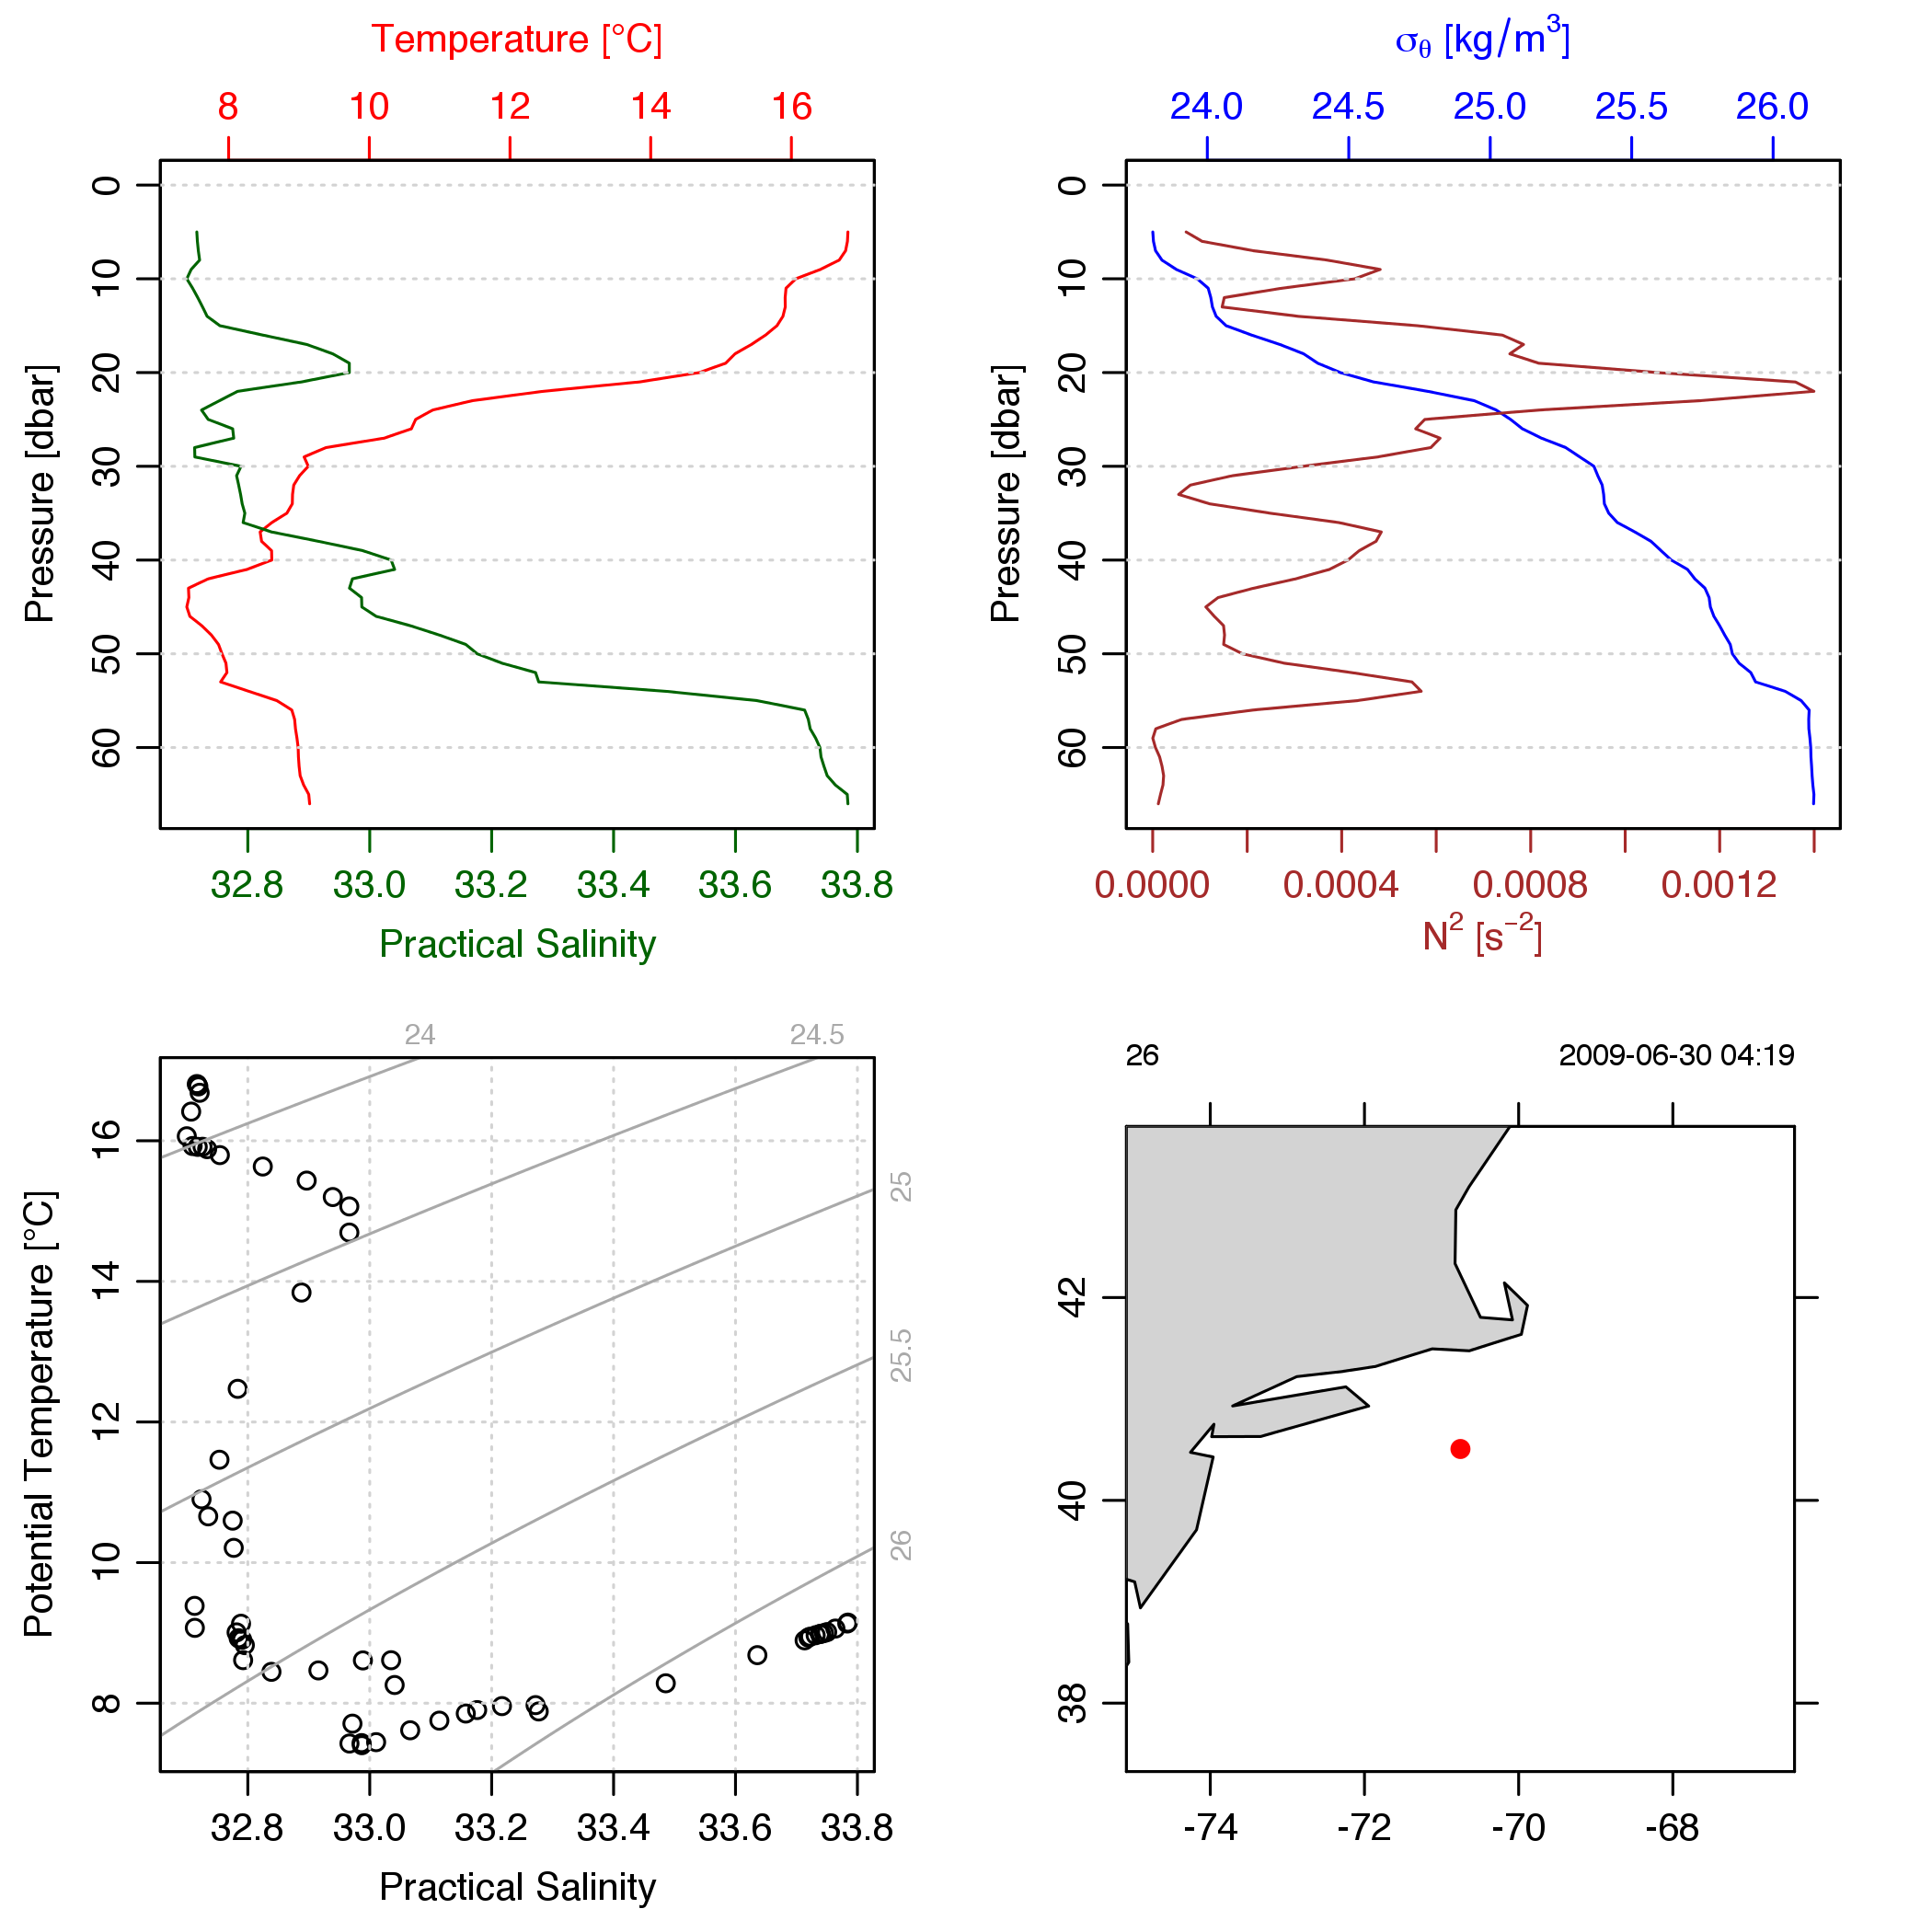 Temperature [°C]
8 10 12 14 16
0 10 20 30 40 50 60
Pressure [dbar]
32.8 33.0 33.2 33.4 33.6 33.8
Practical Salinity
σθ [kg/m³]
24.0 24.5 25.0 25.5 26.0
0 10 20 30 40 50 60
Pressure [dbar]
0.0000 0.0004 0.0008 0.0012
N² [s⁻²]
24 24.5
25
25.5
26
16 14 12 10 8
Potential Temperature [°C]
32.8 33.0 33.2 33.4 33.6 33.8
Practical Salinity
26 2009-06-30 04:19
42
40
38
-74 -72 -70 -68